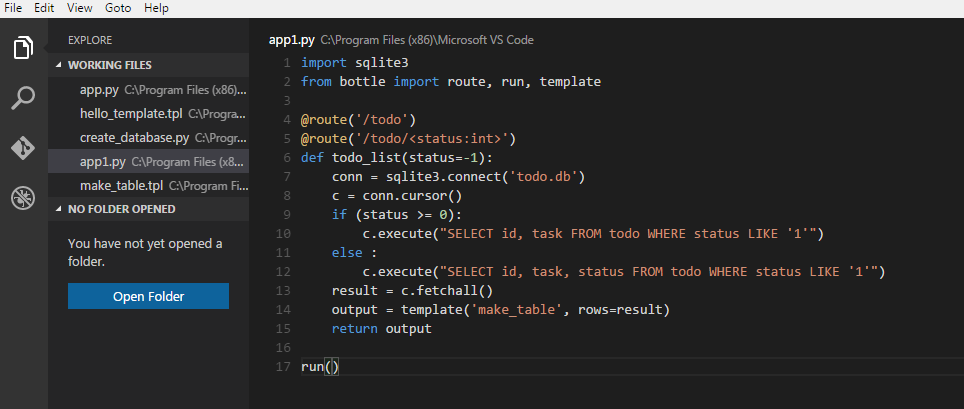 File Edit View Goto Help
EXPLORE
WORKING FILES
app.py C:\Program Files (x86)...
hello_template.tpl C:\Progra...
create_database.py C:\Progr...
app1.py C:\Program Files (x8...
make_table.tpl C:\Program Fi...
NO FOLDER OPENED
You have not yet opened a
folder.
Open Folder
app1.py C:\Program Files (x86)\Microsoft VS Code
1 import sqlite3
2 from bottle import route, run, template
3
4 @route('/todo')
5 @route('/todo/<status:int>')
6 def todo_list(status=-1):
7     conn = sqlite3.connect('todo.db')
8     c = conn.cursor()
9     if (status >= 0):
10         c.execute("SELECT id, task FROM todo WHERE status LIKE '1'")
11     else :
12         c.execute("SELECT id, task, status FROM todo WHERE status LIKE '1'")
13     result = c.fetchall()
14     output = template('make_table', rows=result)
15     return output
16
17 run()